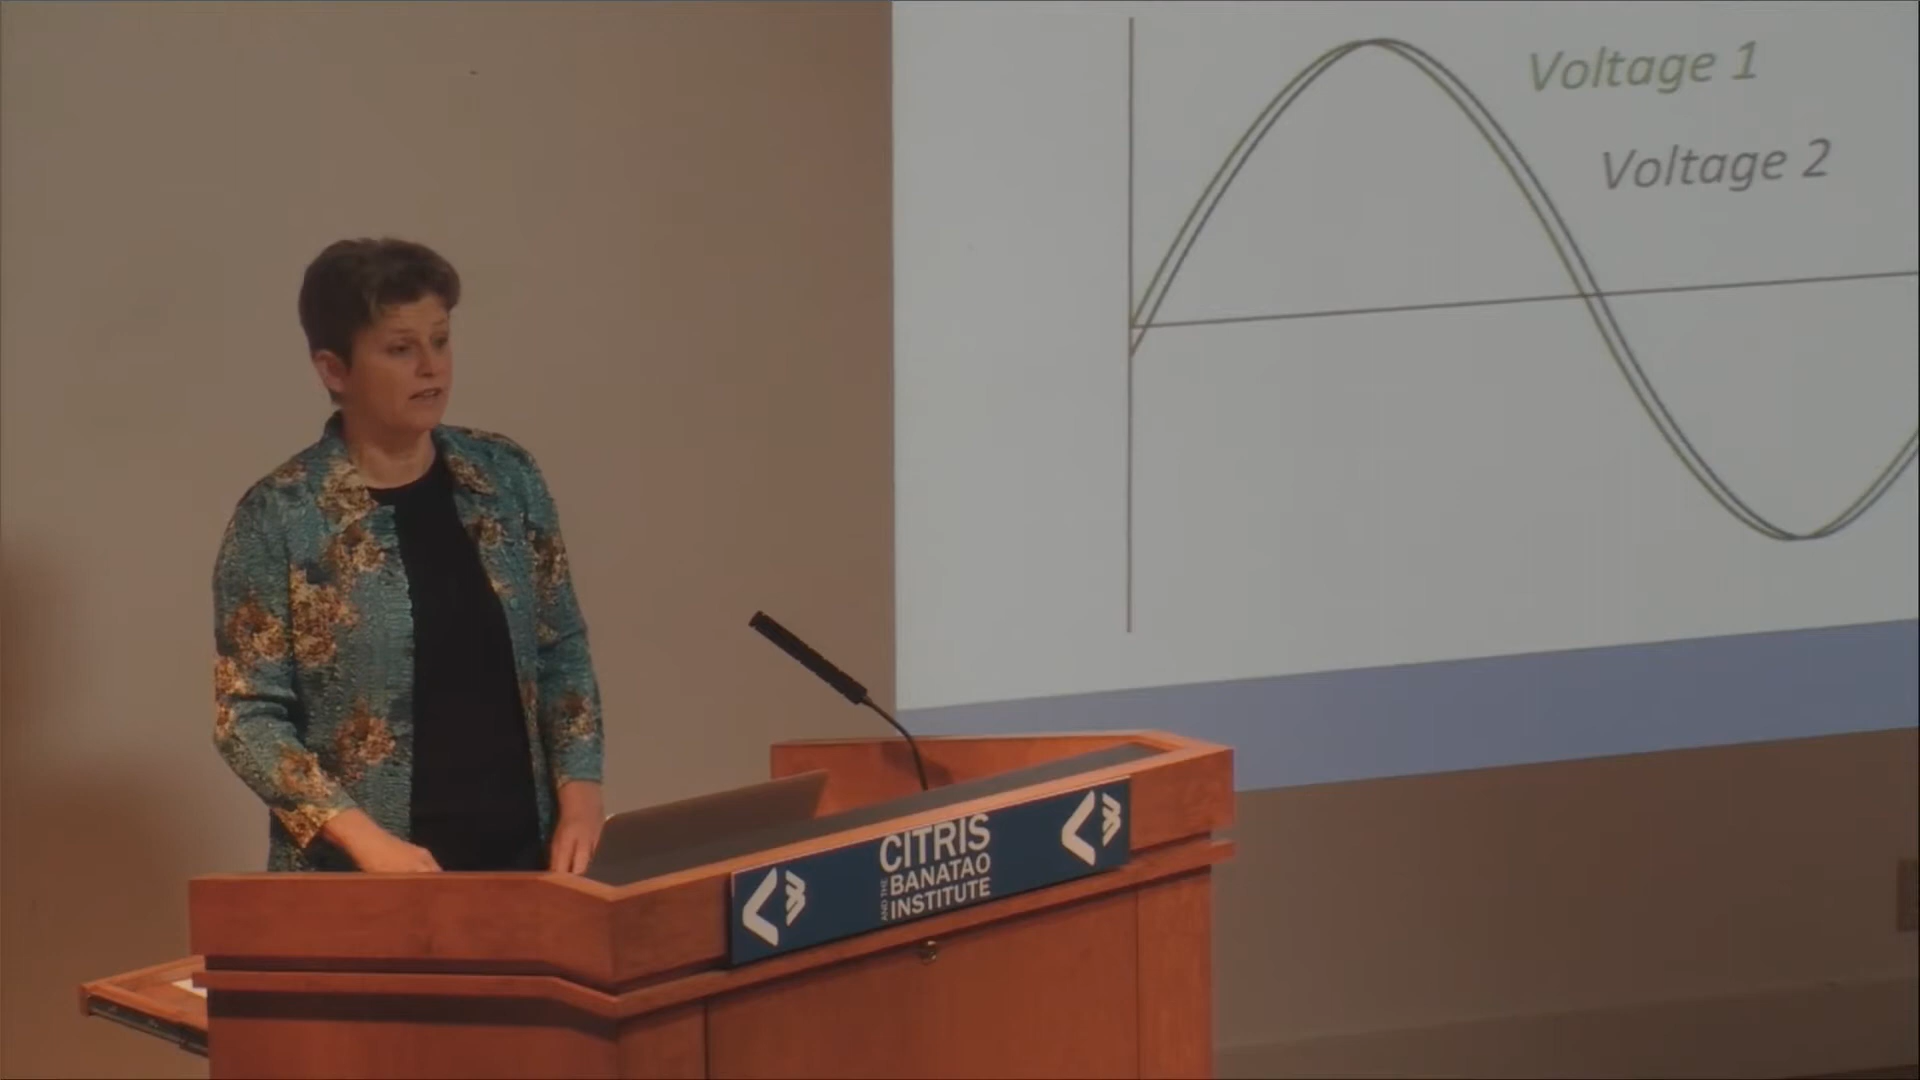 Voltage 1
Voltage 2
CITRIS
AND THE
BANATAO
INSTITUTE